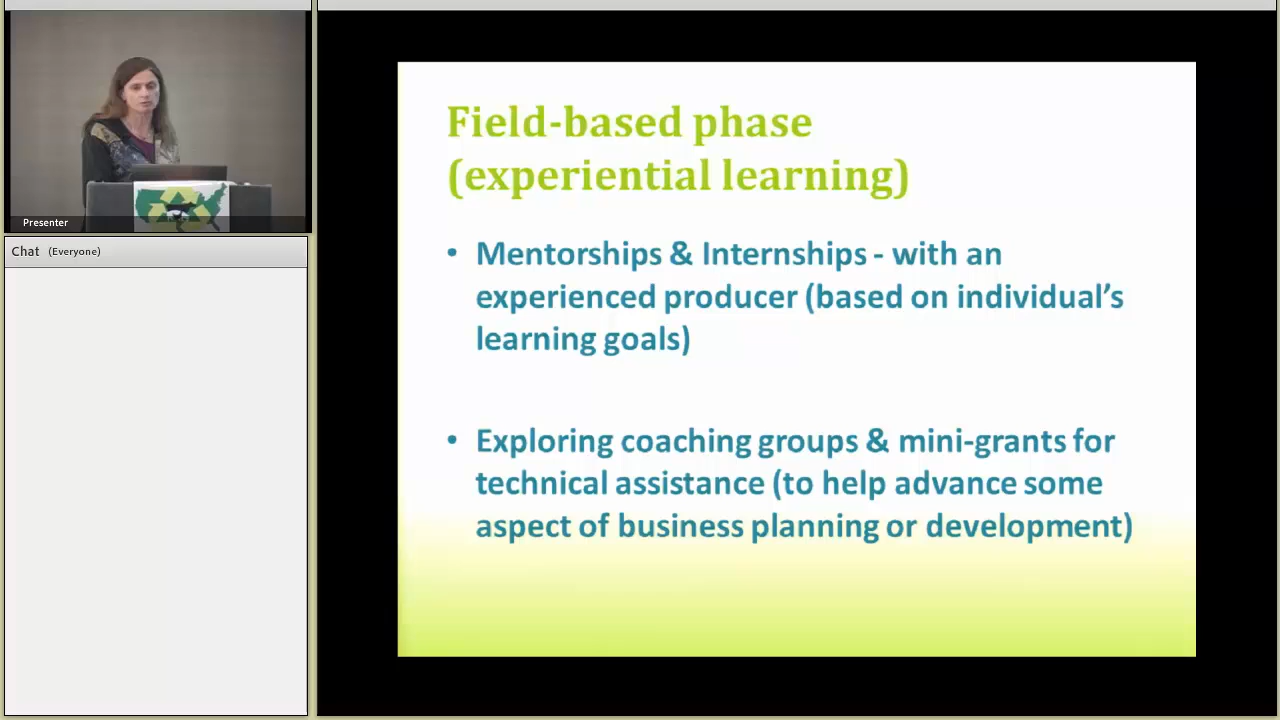 Presenter
Chat (Everyone)
Field-based phase
(experiential learning)
• Mentorships & Internships - with an
experienced producer (based on individual’s
learning goals)
• Exploring coaching groups & mini-grants for
technical assistance (to help advance some
aspect of business planning or development)